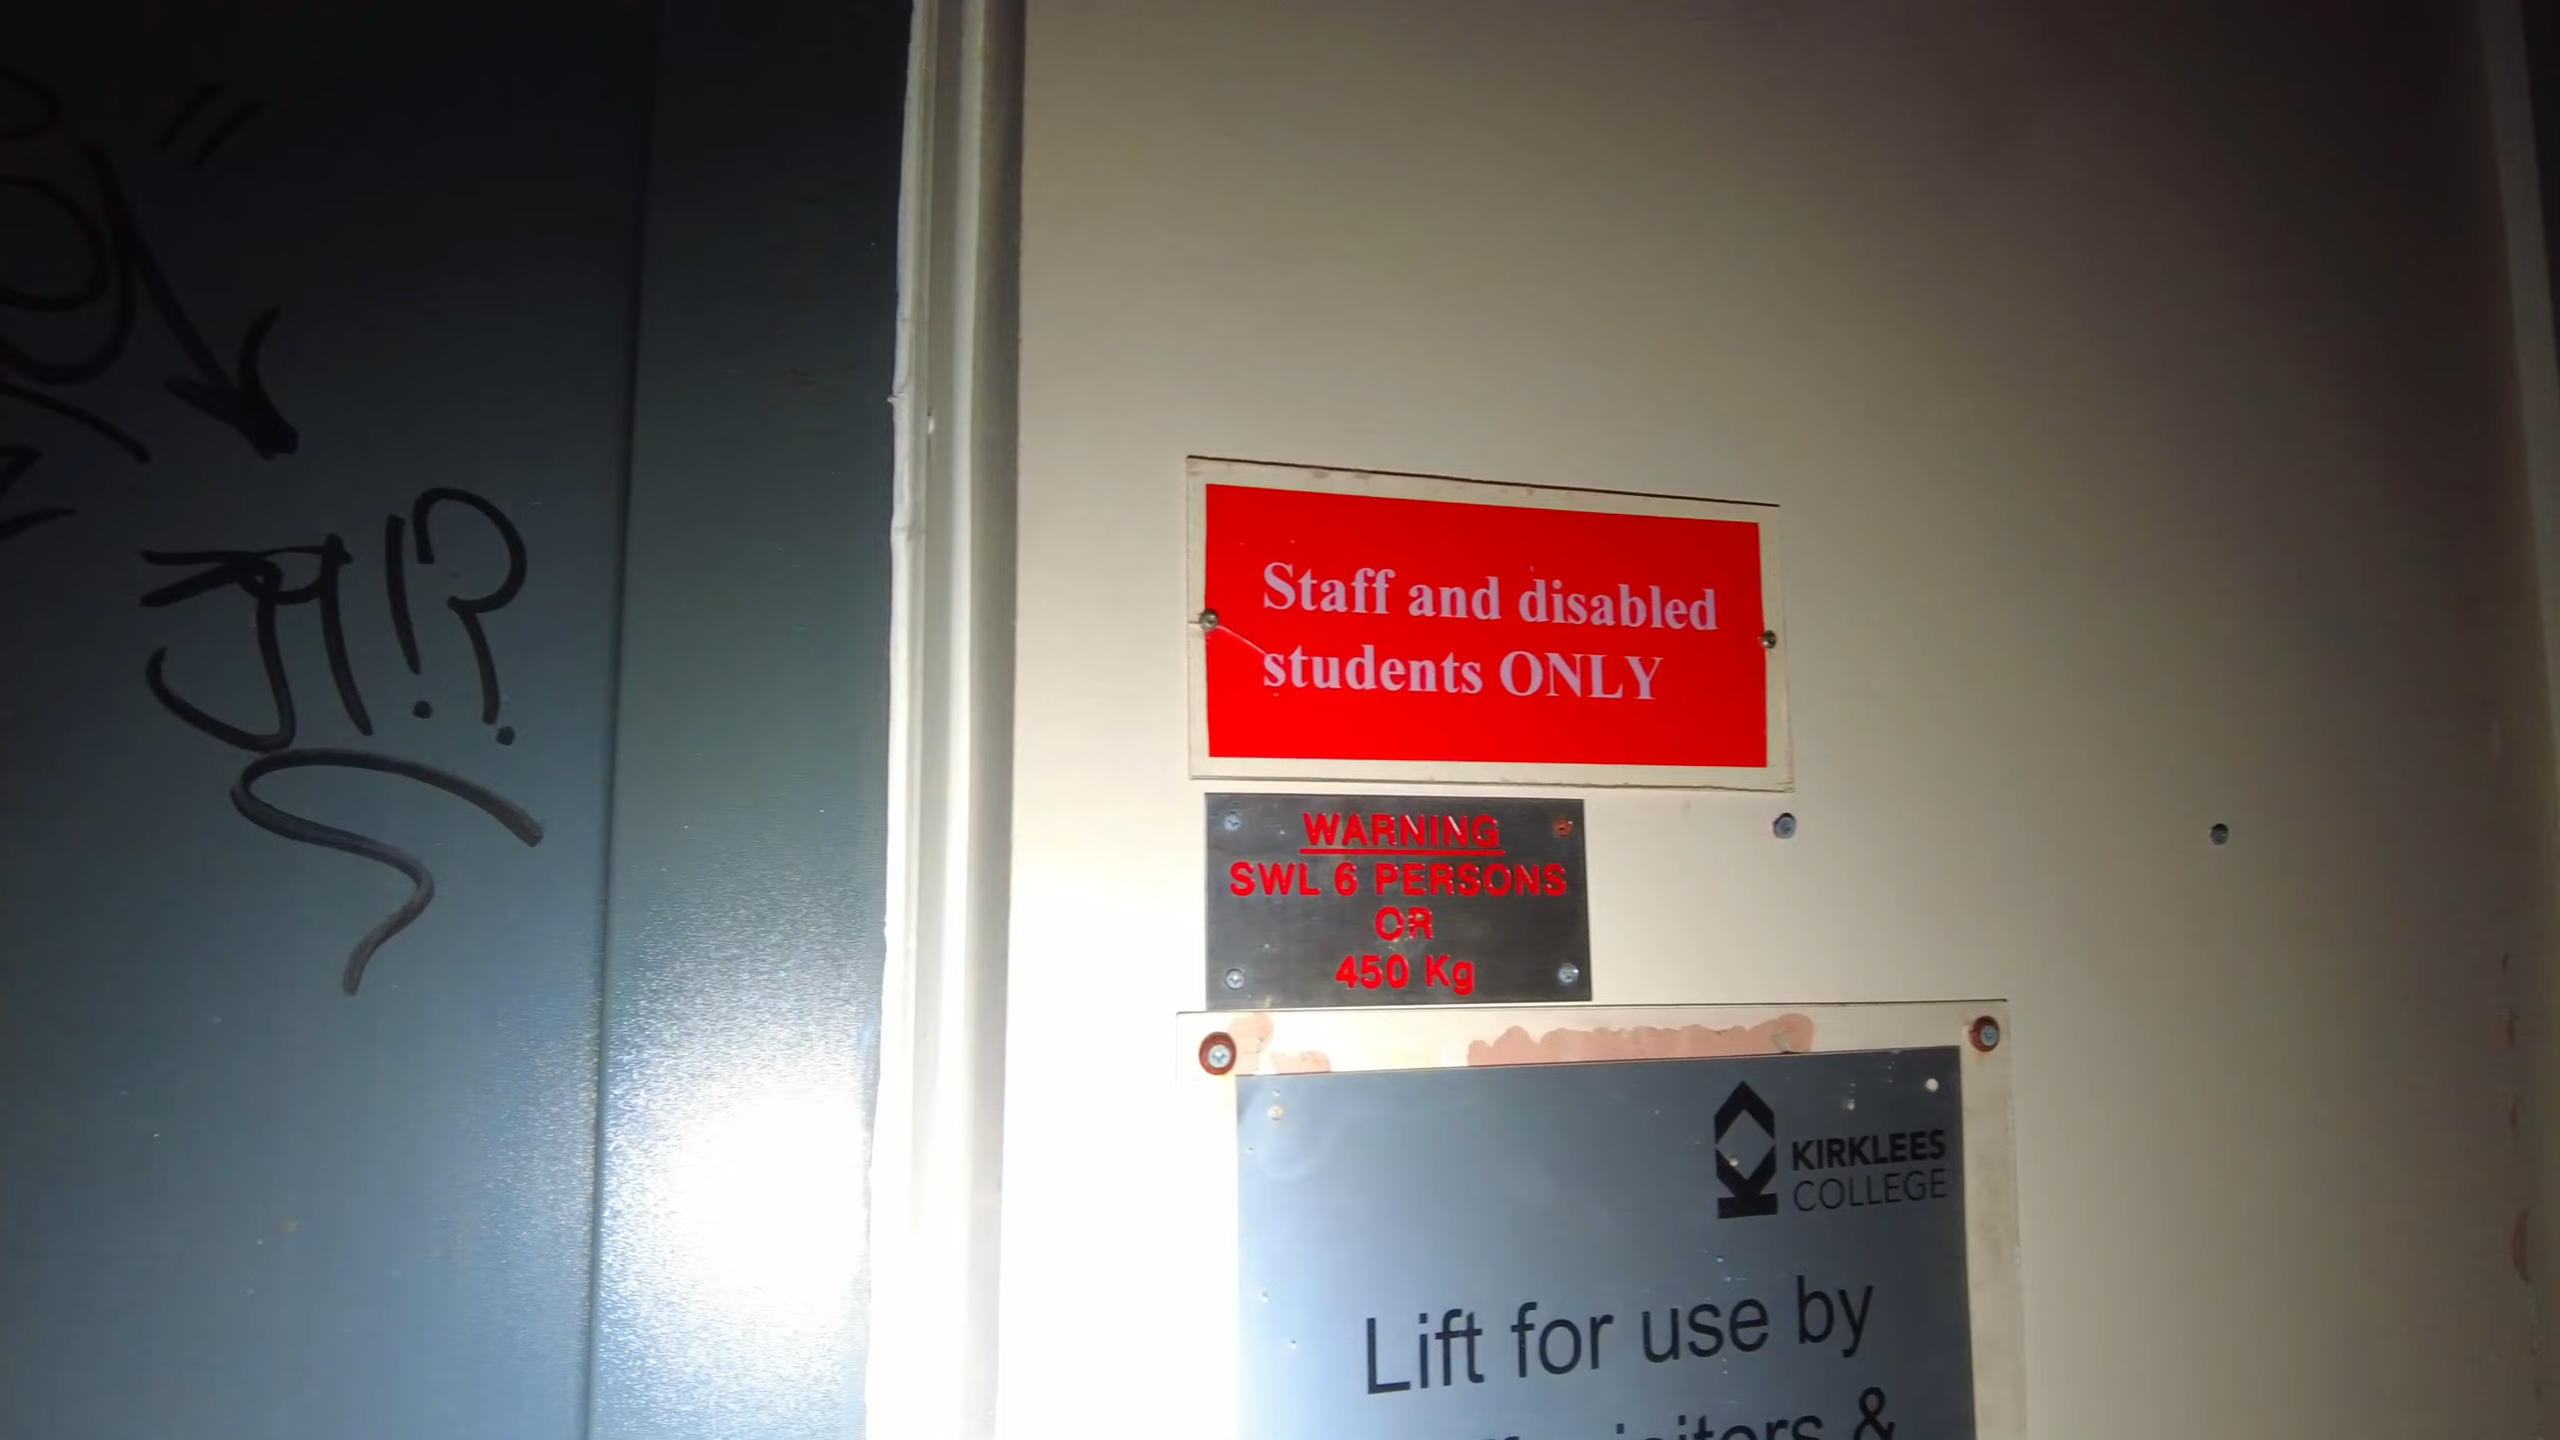 Staff and disabled
students ONLY
WARNING
SWL 6 PERSONS
OR
450 Kg
KIRKLEES
COLLEGE
Lift for use by
&